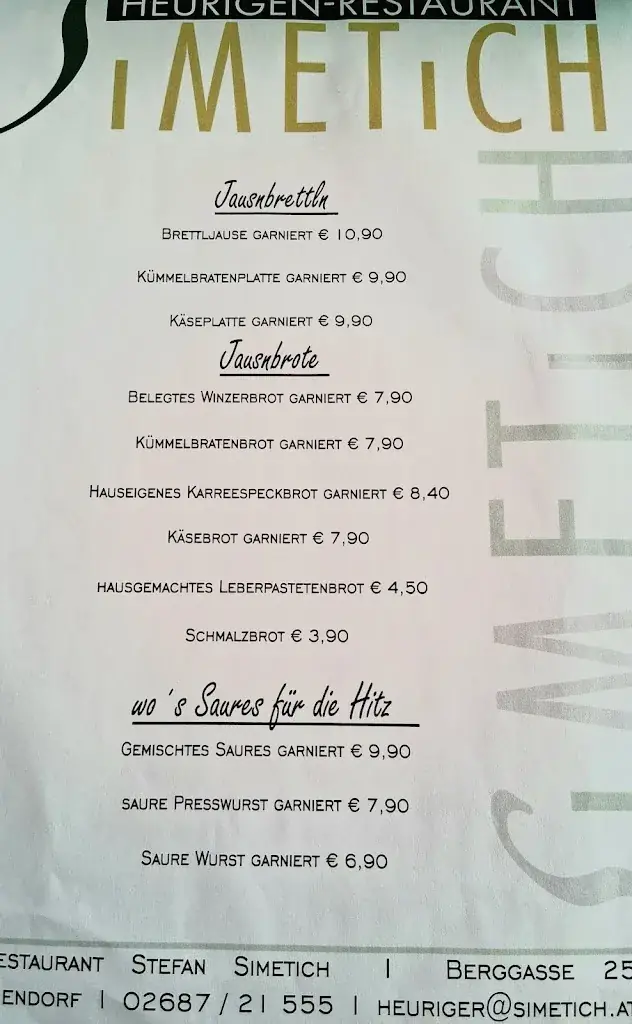 HEURIGEN-RESTAURANT
SIMETICH
Jausnbrettln
BRETTLJAUSE GARNIERT € 10,90
KÜMMELBRATENPLATTE GARNIERT € 9,90
KÄSEPLATTE GARNIERT € 9,90
Jausnbrote
BELEGTES WINZERBROT GARNIERT € 7,90
KÜMMELBRATENBROT GARNIERT € 7,90
HAUSEIGENES KARREESPECKBROT GARNIERT € 8,40
KÄSEBROT GARNIERT € 7,90
HAUSGEMACHTES LEBERPASTETENBROT € 4,50
SCHMALZBROT € 3,90
wo´s Saures für die Hitz
GEMISCHTES SAURES GARNIERT € 9,90
SAURE PRESSWURST GARNIERT € 7,90
SAURE WURST GARNIERT € 6,90
SIMETICH
ESTAURANT STEFAN SIMETICH | BERGGASSE 25
ENDORF | 02687/21 555 | HEURIGER@SIMETICH.AT